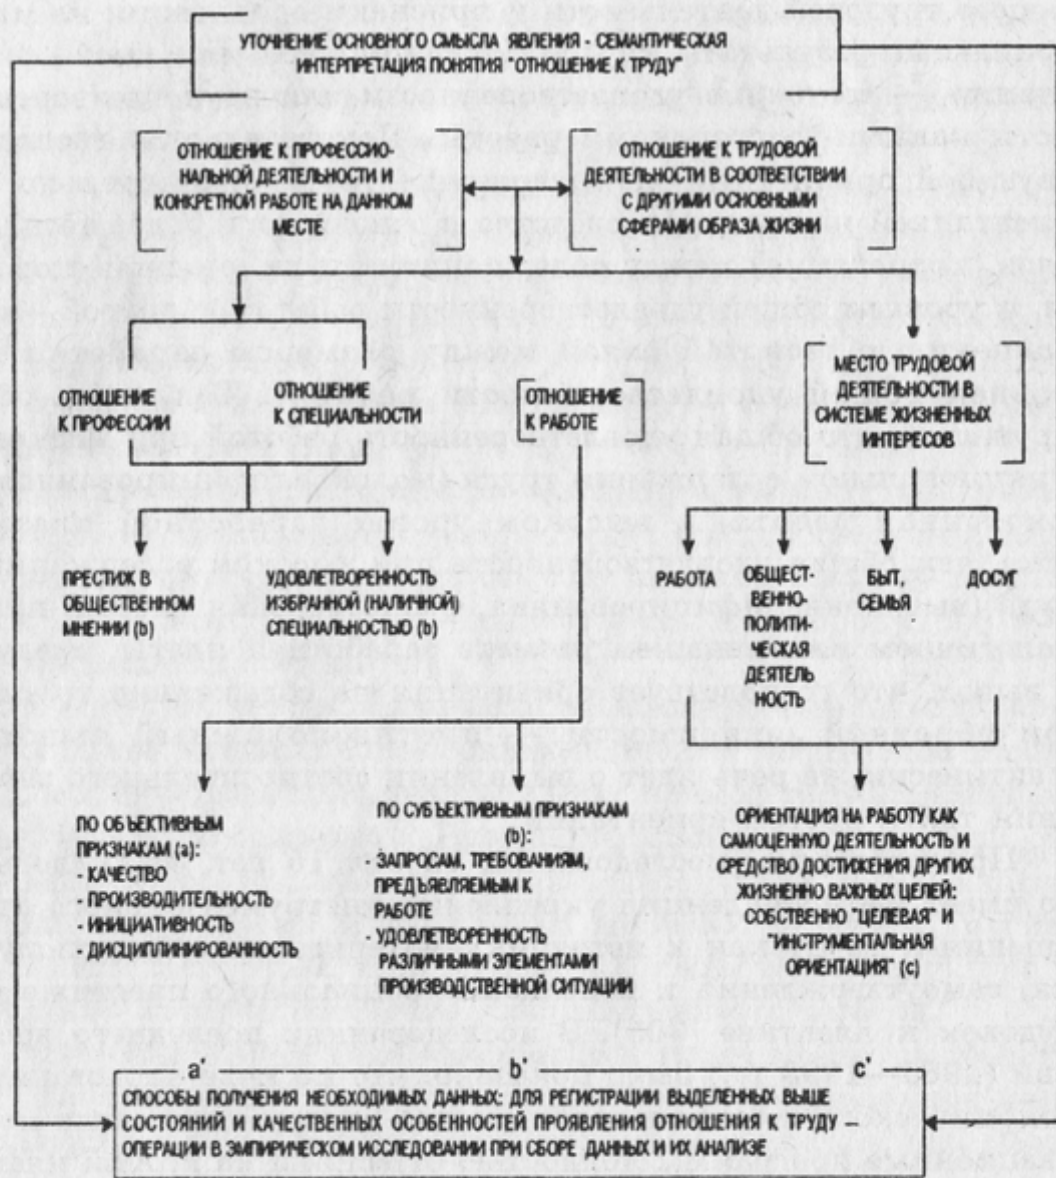 УТОЧНЕНИЕ ОСНОВНОГО СМЫСЛА ЯВЛЕНИЯ - СЕМАНТИЧЕСКАЯ
ИНТЕРПРЕТАЦИЯ ПОНЯТИЯ "ОТНОШЕНИЕ К ТРУДУ"
ОТНОШЕНИЕ К ПРОФЕССИО-
НАЛЬНОЙ ДЕЯТЕЛЬНОСТИ И
КОНКРЕТНОЙ РАБОТЕ НА ДАННОМ
МЕСТЕ
ОТНОШЕНИЕ К ТРУДОВОЙ
ДЕЯТЕЛЬНОСТИ В СООТВЕТСТВИИ
С ДРУГИМИ ОСНОВНЫМИ
СФЕРАМИ ОБРАЗА ЖИЗНИ
ОТНОШЕНИЕ
К ПРОФЕССИИ
ОТНОШЕНИЕ
К СПЕЦИАЛЬНОСТИ
ОТНОШЕНИЕ
К РАБОТЕ
МЕСТО ТРУДОВОЙ
ДЕЯТЕЛЬНОСТИ В
СИСТЕМЕ ЖИЗНЕННЫХ
ИНТЕРЕСОВ
ПРЕСТИЖ В
ОБЩЕСТВЕННОМ
МНЕНИИ (b)
УДОВЛЕТВОРЕННОСТЬ
ИЗБРАННОЙ (НАЛИЧНОЙ)
СПЕЦИАЛЬНОСТЬЮ (b)
РАБОТА
ОБЩЕСТ-
ВЕННО-
ПОЛИТИ-
ЧЕСКАЯ
ДЕЯТЕЛЬ
НОСТЬ
БЫТ,
СЕМЬЯ
ДОСУГ
ПО ОБЪЕКТИВНЫМ
ПРИЗНАКАМ (a):
- КАЧЕСТВО
- ПРОИЗВОДИТЕЛЬНОСТЬ
- ИНИЦИАТИВНОСТЬ
- ДИСЦИПЛИНИРОВАННОСТЬ
ПО СУБЪЕКТИВНЫМ ПРИЗНАКАМ
(b):
- ЗАПРОСАМ, ТРЕБОВАНИЯМ,
ПРЕДЪЯВЛЯЕМЫМ К
РАБОТЕ
- УДОВЛЕТВОРЕННОСТЬ
РАЗЛИЧНЫМИ ЭЛЕМЕНТАМИ
ПРОИЗВОДСТВЕННОЙ СИТУАЦИИ
ОРИЕНТАЦИЯ НА РАБОТУ КАК
САМОЦЕННУЮ ДЕЯТЕЛЬНОСТЬ И
СРЕДСТВО ДОСТИЖЕНИЯ ДРУГИХ
ЖИЗНЕННО ВАЖНЫХ ЦЕЛЕЙ;
СОБСТВЕННО "ЦЕЛЕВАЯ" И
"ИНСТРУМЕНТАЛЬНАЯ
ОРИЕНТАЦИЯ" (c)
a' b' c'
СПОСОБЫ ПОЛУЧЕНИЯ НЕОБХОДИМЫХ ДАННЫХ: ДЛЯ РЕГИСТРАЦИИ ВЫДЕЛЕННЫХ ВЫШЕ
СОСТОЯНИЙ И КАЧЕСТВЕННЫХ ОСОБЕННОСТЕЙ ПРОЯВЛЕНИЯ ОТНОШЕНИЯ К ТРУДУ –
ОПЕРАЦИИ В ЭМПИРИЧЕСКОМ ИССЛЕДОВАНИИ ПРИ СБОРЕ ДАННЫХ И ИХ АНАЛИЗЕ